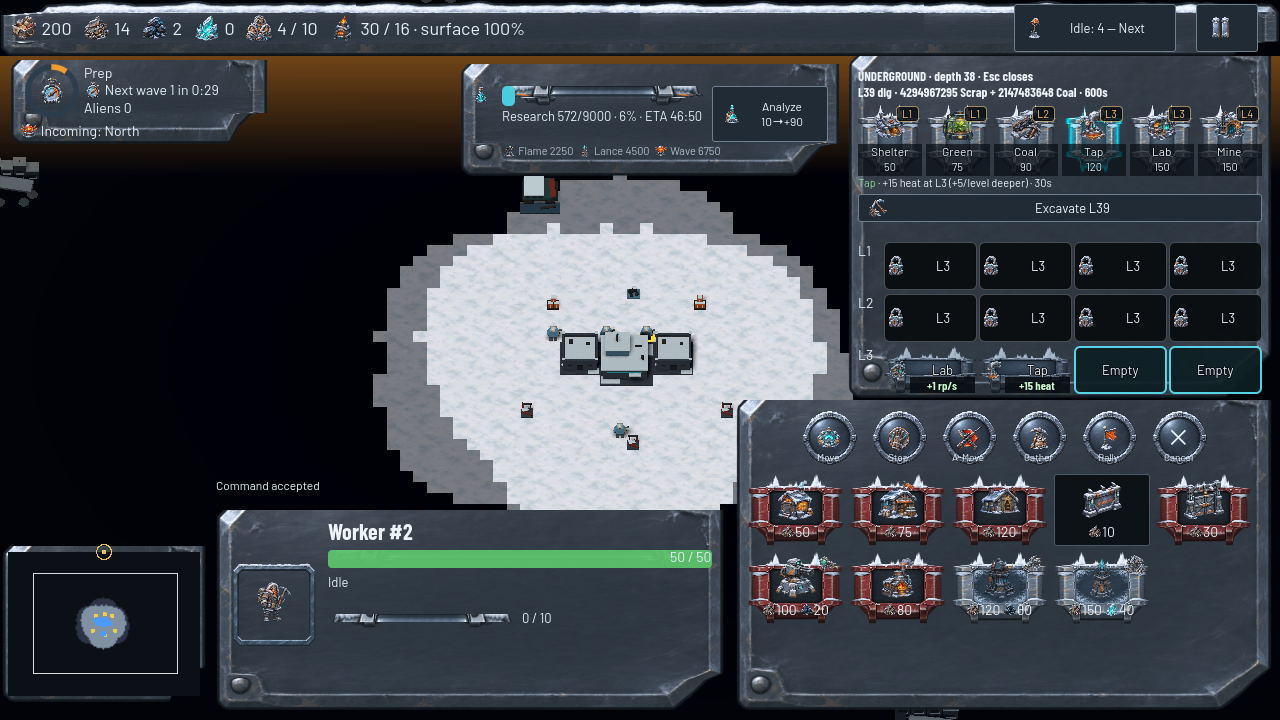 200 14 2 0 4 / 10 30 / 16 · surface 100%
Idle: 4 — Next
Prep
Next wave 1 in 0:29
Aliens 0
Incoming: North
Research 572/9000 · 6% · ETA 46:50
Analyze
10→+90
Flame 2250 Lance 4500 Wave 6750
UNDERGROUND · depth 38 · Esc closes
L39 dig · 4294967295 Scrap + 2147483648 Coal · 600s
L1 L1 L2 L3 L3 L4
Shelter Green Coal Tap Lab Mine
50 75 90 120 150 150
Tap · +15 heat at L3 (+5/level deeper) · 30s
Excavate L39
L1 L3 L3 L3 L3
L2 L3 L3 L3 L3
L3 Lab Tap Empty Empty
+1 rp/s +15 heat
Move Stop A-Move Gather Rally Cancel
50 75 120 10 30
100 20 80 120 80 150 40
Command accepted
Worker #2
50 / 50
Idle
0 / 10